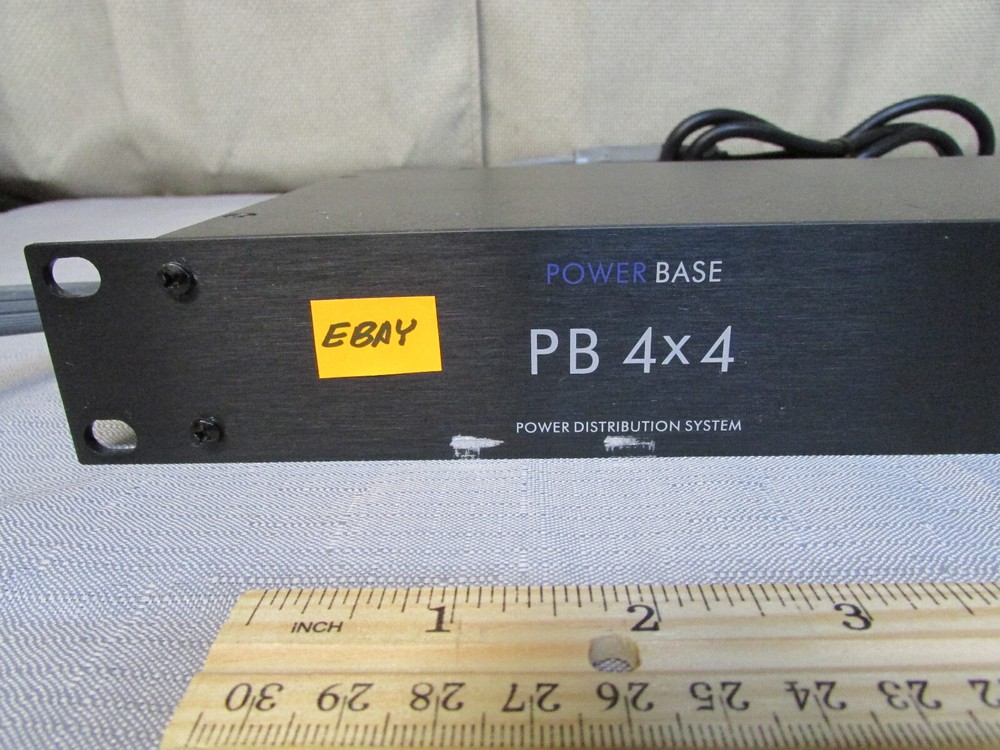 POWER BASE
EBAY
PB 4x4
POWER DISTRIBUTION SYSTEM
INCH 1 2 3
30 29 28 27 26 25 24 23